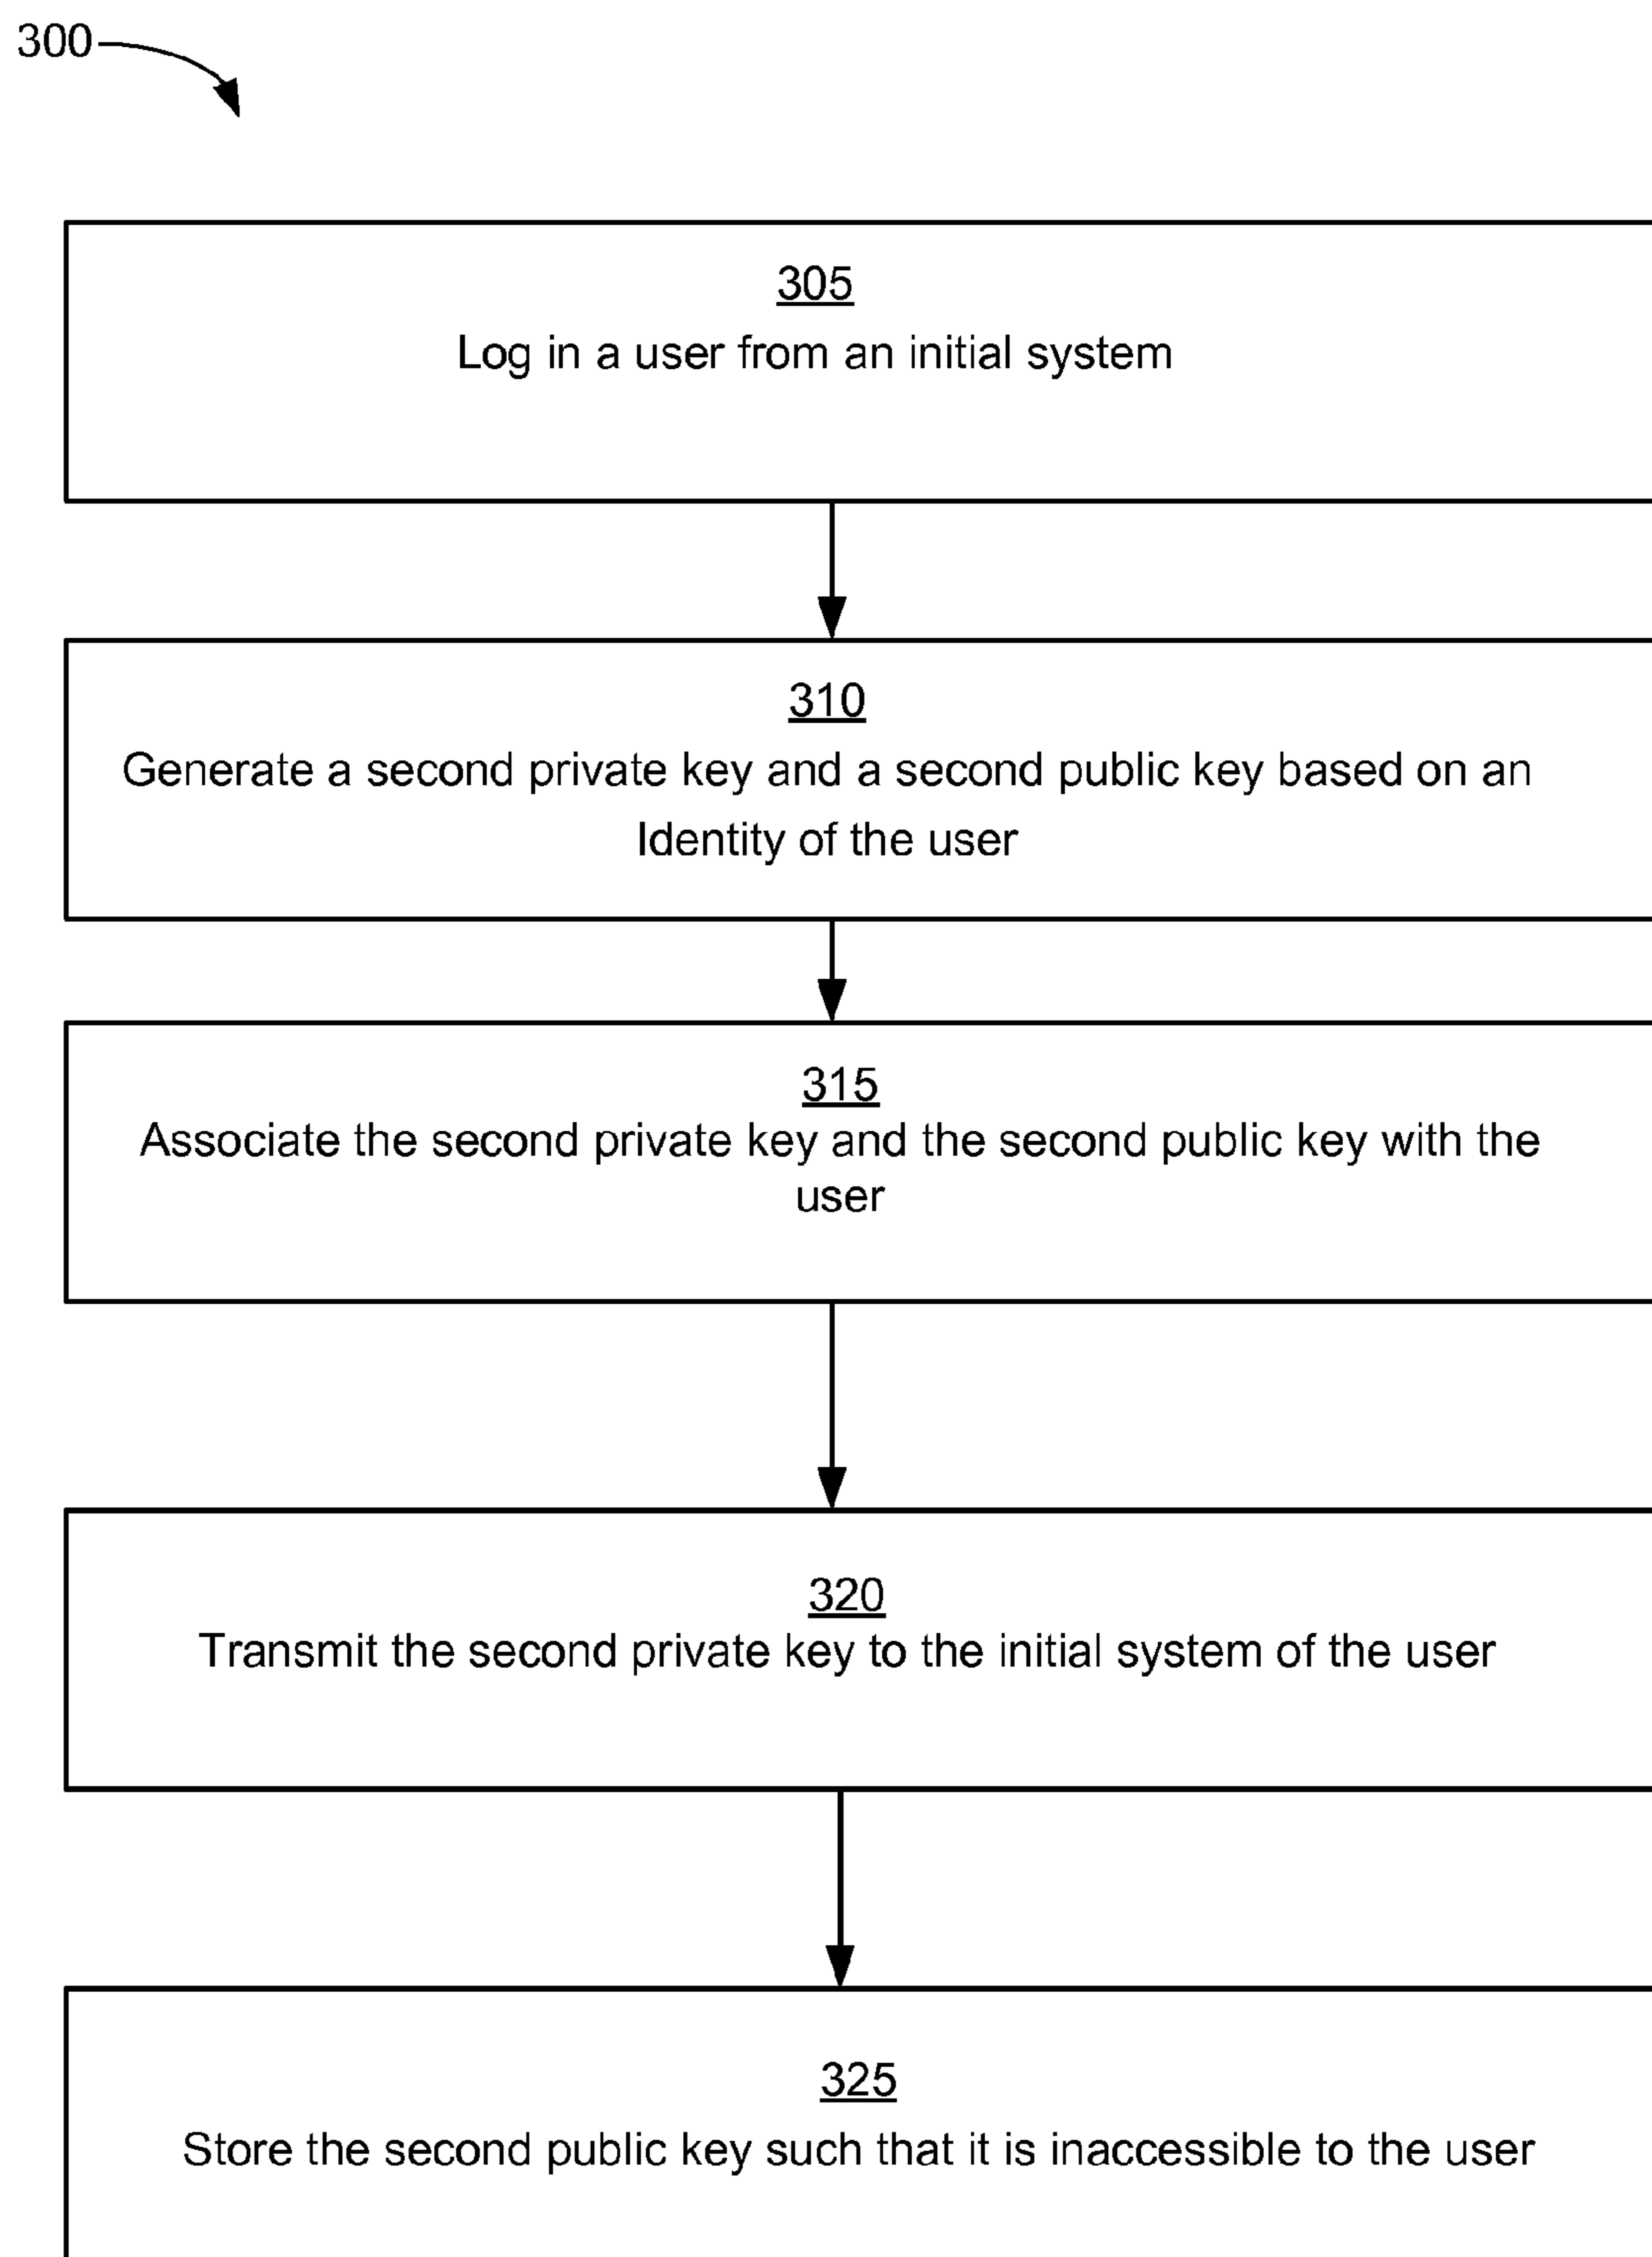 300
305
Log in a user from an initial system
310
Generate a second private key and a second public key based on an
Identity of the user
315
Associate the second private key and the second public key with the
user
320
Transmit the second private key to the initial system of the user
325
Store the second public key such that it is inaccessible to the user